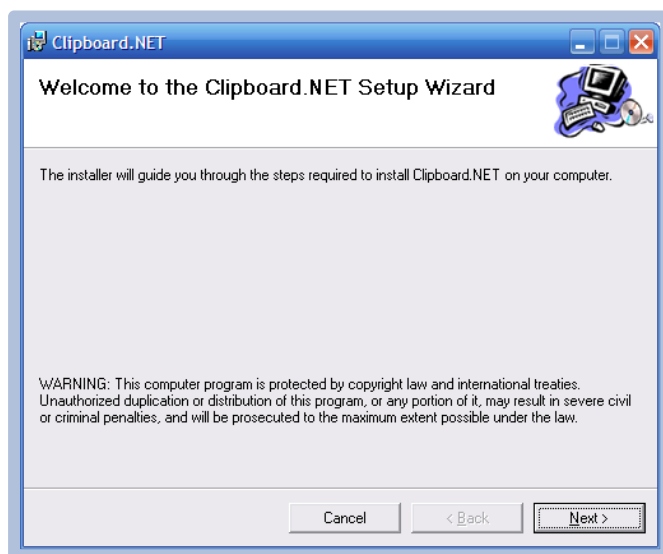 Clipboard.NET
Welcome to the Clipboard.NET Setup Wizard
The installer will guide you through the steps required to install Clipboard.NET on your computer.
WARNING: This computer program is protected by copyright law and international treaties.
Unauthorized duplication or distribution of this program, or any portion of it, may result in severe civil
or criminal penalties, and will be prosecuted to the maximum extent possible under the law.
Cancel
< Back
Next >